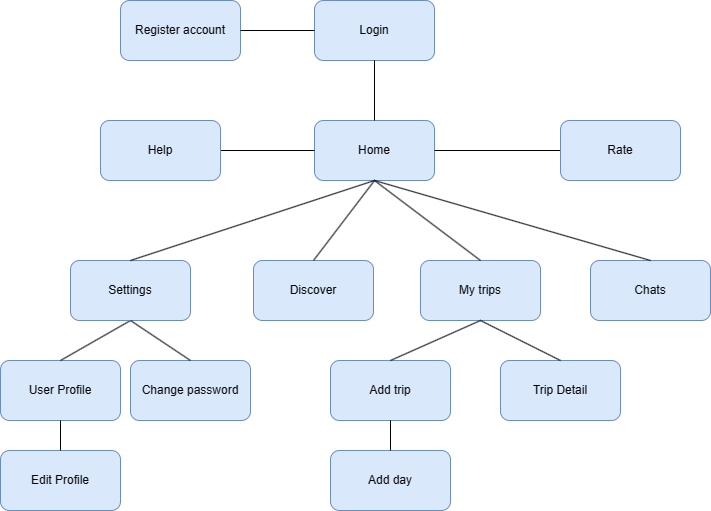 Register account
Login
Help
Home
Rate
Settings
Discover
My trips
Chats
User Profile
Change password
Add trip
Trip Detail
Edit Profile
Add day